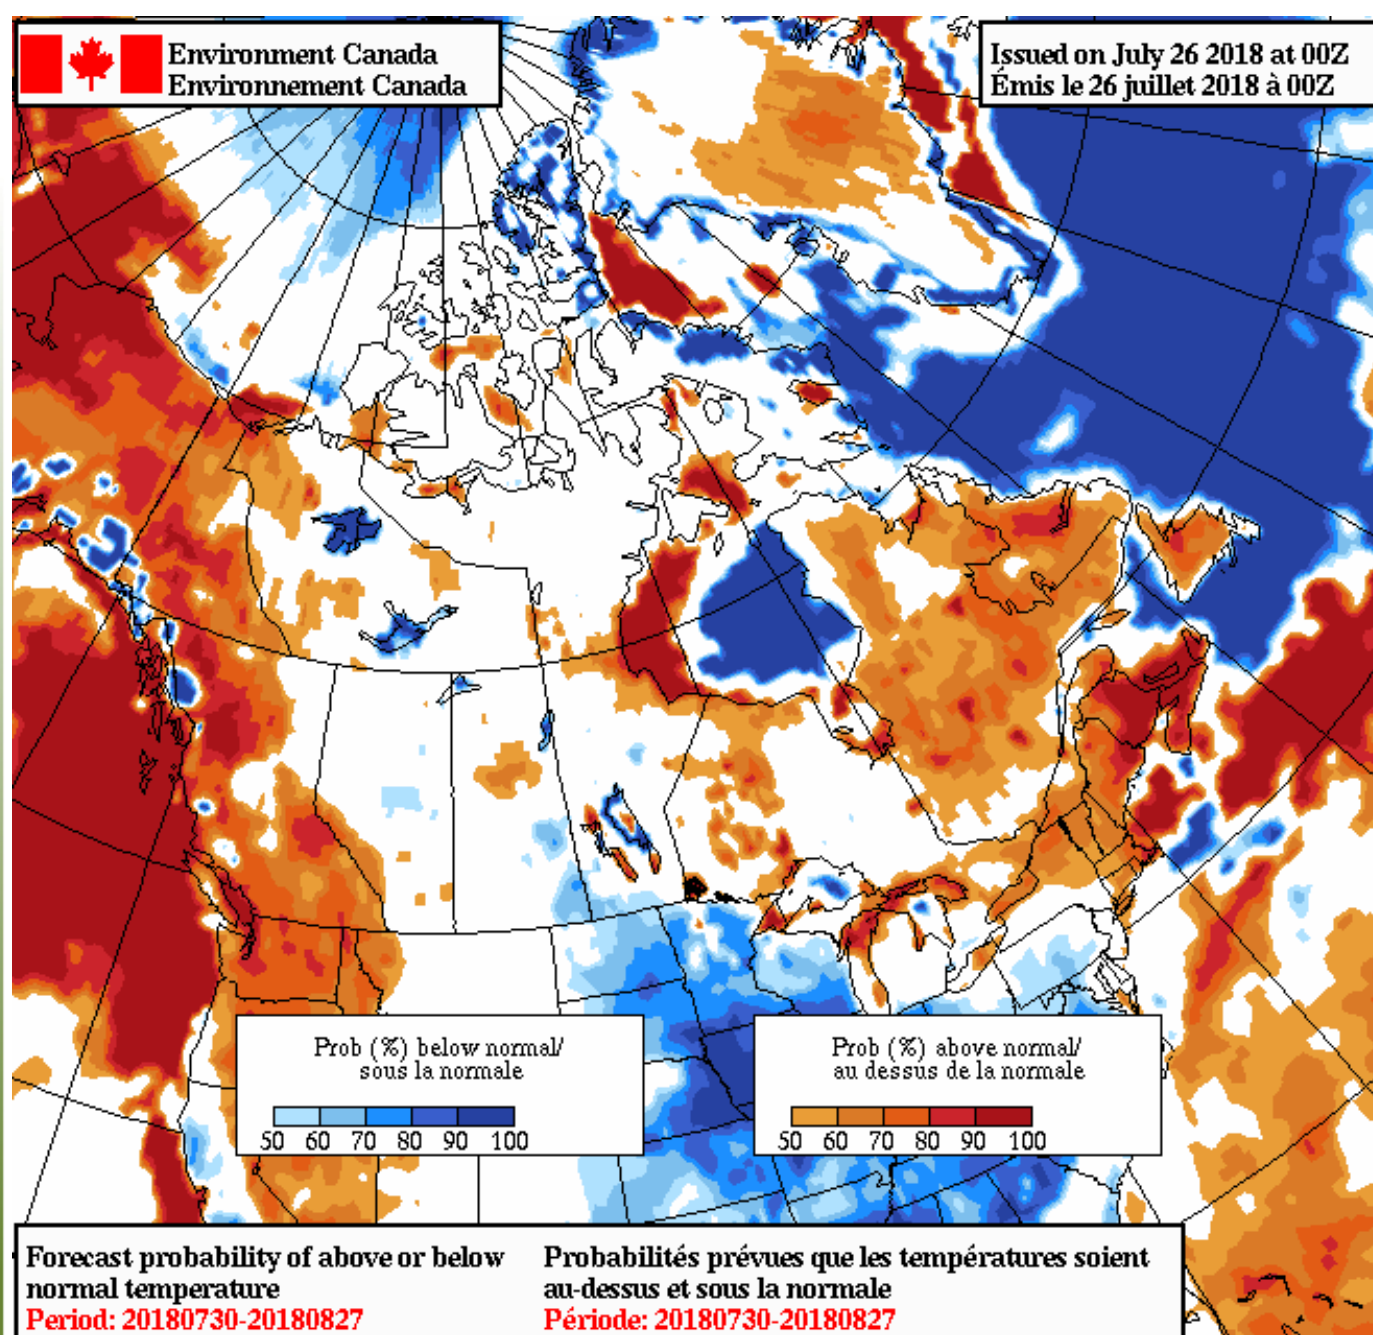 Environment Canada
Environnement Canada
Issued on July 26 2018 at 00Z
Émis le 26 juillet 2018 à 00Z
Prob (%) below normal/
sous la normale
50 60 70 80 90 100
Prob (%) above normal/
au dessus de la normale
50 60 70 80 90 100
Forecast probability of above or below
normal temperature
Period: 20180730-20180827
Probabilités prévues que les températures soient
au-dessus et sous la normale
Période: 20180730-20180827